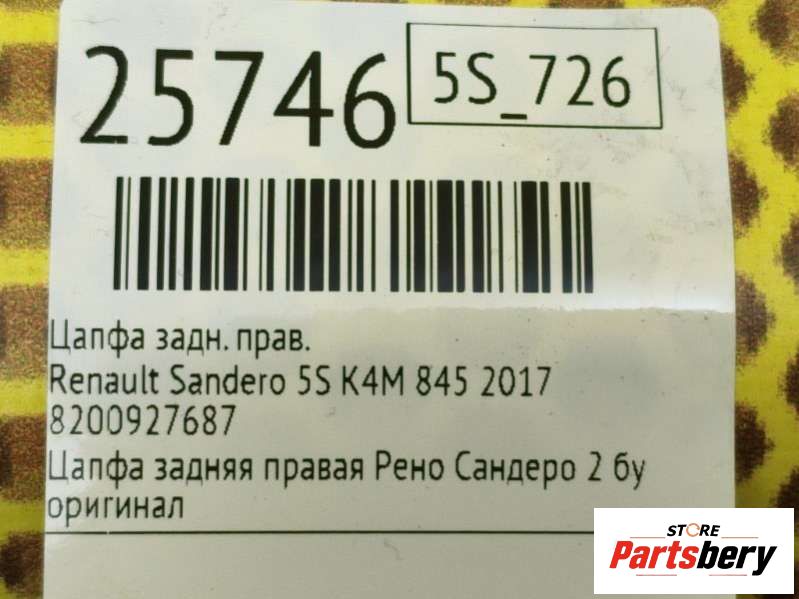 25746 5S_726
Цапфа задн. прав.
Renault Sandero 5S K4M 845 2017
8200927687
Цапфа задняя правая Рено Сандеро 2 бу
оригинал
STORE
Partsbery